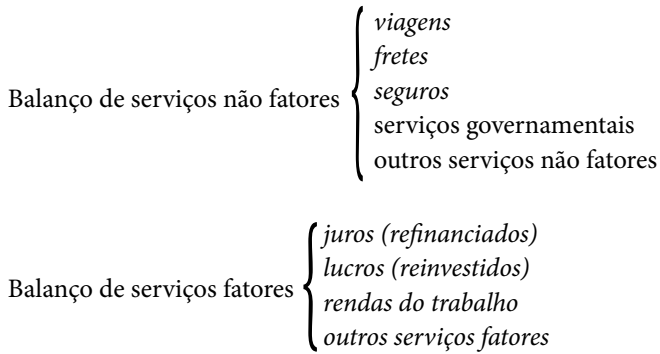 viagens
fretes
Balanço de serviços não fatores
seguros
serviços governamentais
outros serviços não fatores
juros (refinanciados)
lucros (reinvestidos)
Balanço de serviços fatores
rendas do trabalho
outros serviços fatores